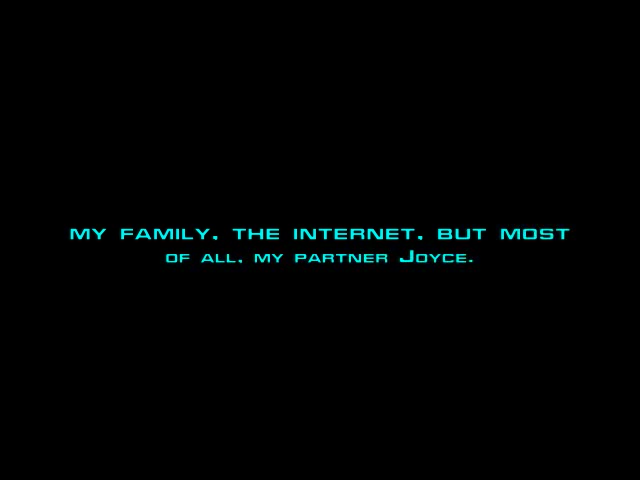 MY FAMILY, THE INTERNET, BUT MOST
OF ALL, MY PARTNER JOYCE.